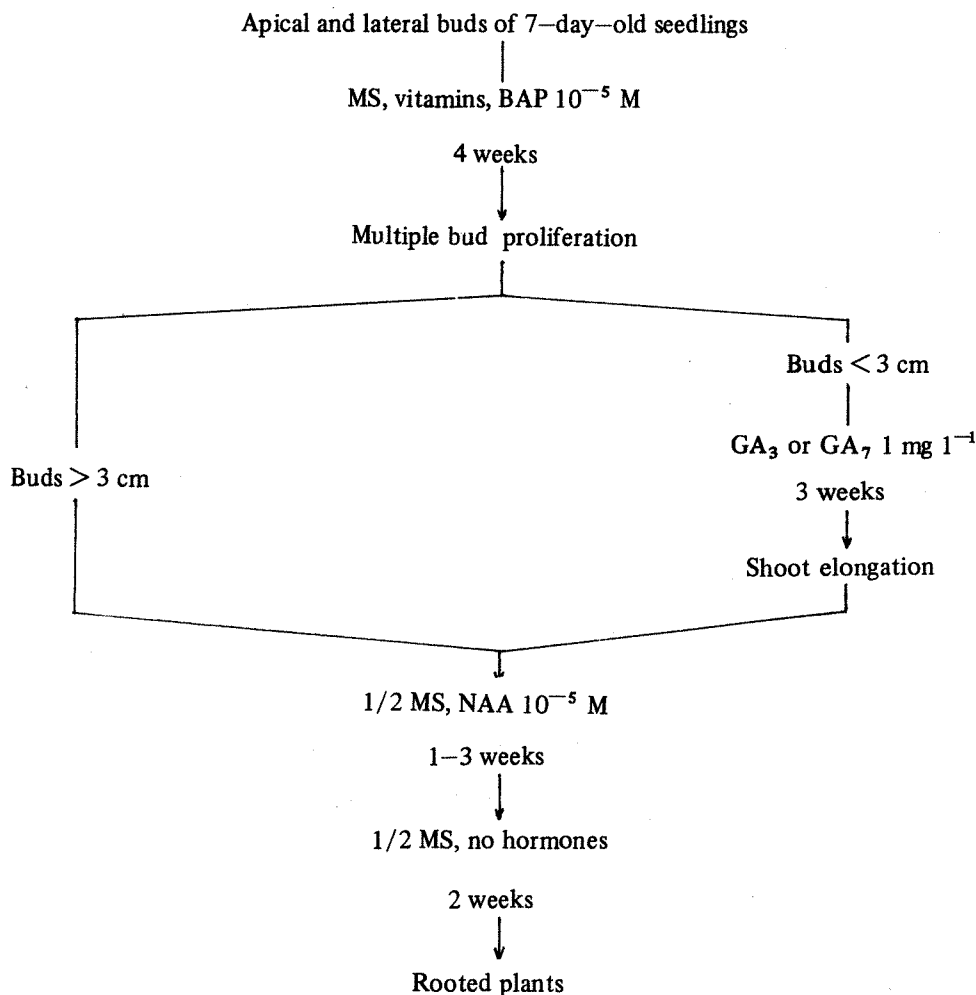 Apical and lateral buds of 7–day–old seedlings
MS, vitamins, BAP 10⁻⁵ M
4 weeks
Multiple bud proliferation
Buds < 3 cm
GA₃ or GA₇ 1 mg 1⁻¹
Buds > 3 cm
3 weeks
Shoot elongation
1/2 MS, NAA 10⁻⁵ M
1–3 weeks
1/2 MS, no hormones
2 weeks
Rooted plants